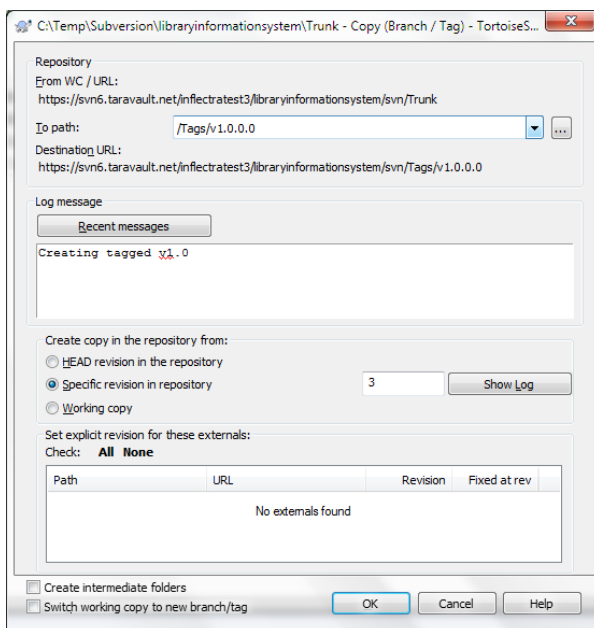 C:\Temp\Subversion\libraryinformationsystem\Trunk - Copy (Branch / Tag) - TortoiseS...
Repository
From WC / URL:
https://svn6.taravault.net/inflectratest3/libraryinformationsystem/svn/Trunk
To path: /Tags/v1.0.0.0 ...
Destination URL:
https://svn6.taravault.net/inflectratest3/libraryinformationsystem/svn/Tags/v1.0.0.0
Log message
Recent messages
Creating tagged v1.0
Create copy in the repository from:
HEAD revision in the repository
Specific revision in repository 3 Show Log
Working copy
Set explicit revision for these externals:
Check: All None
Path URL Revision Fixed at rev
No externals found
Create intermediate folders
Switch working copy to new branch/tag OK Cancel Help